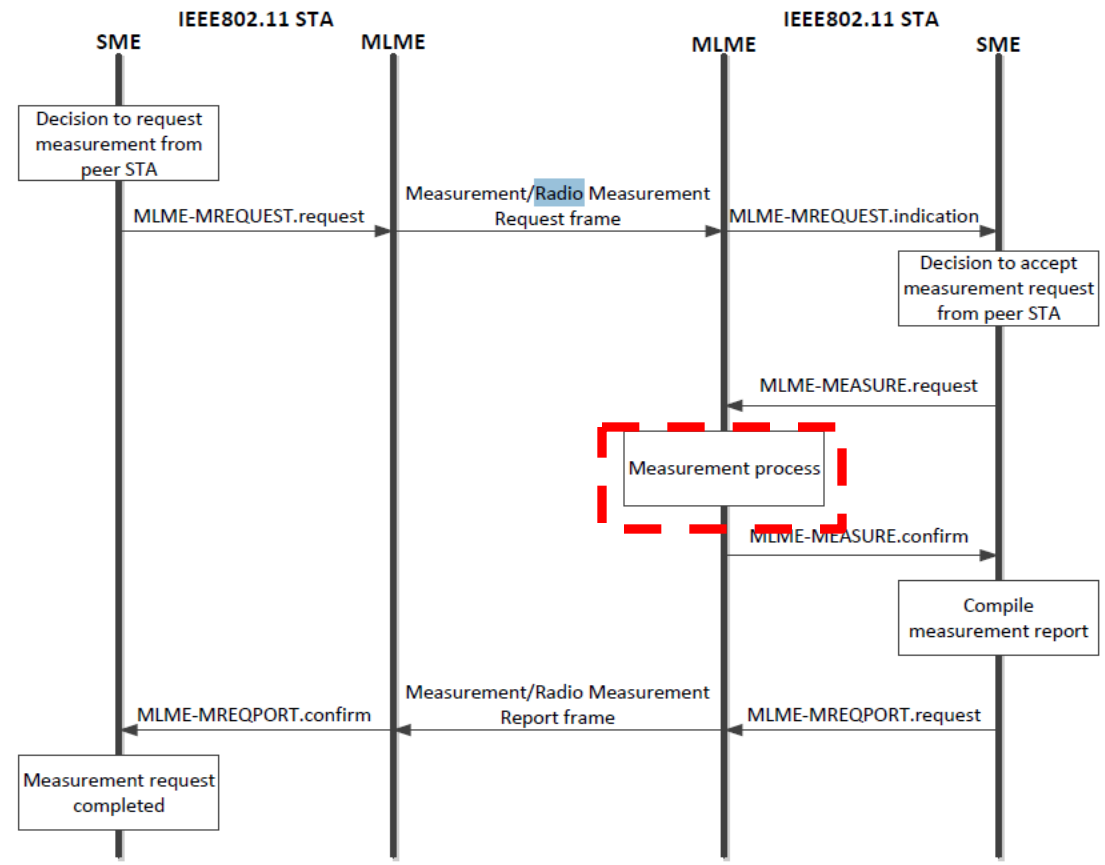 IEEE802.11 STA
IEEE802.11 STA
SME
MLME
MLME
SME
Decision to request
measurement from
peer STA
MLME-MREQUEST.request
Measurement/Radio Measurement
Request frame
MLME-MREQUEST.indication
Decision to accept
measurement request
from peer STA
MLME-MEASURE.request
Measurement process
MLME-MEASURE.confirm
Compile
measurement report
MLME-MREQPORT.request
Measurement/Radio Measurement
Report frame
MLME-MREQPORT.confirm
Measurement request
completed